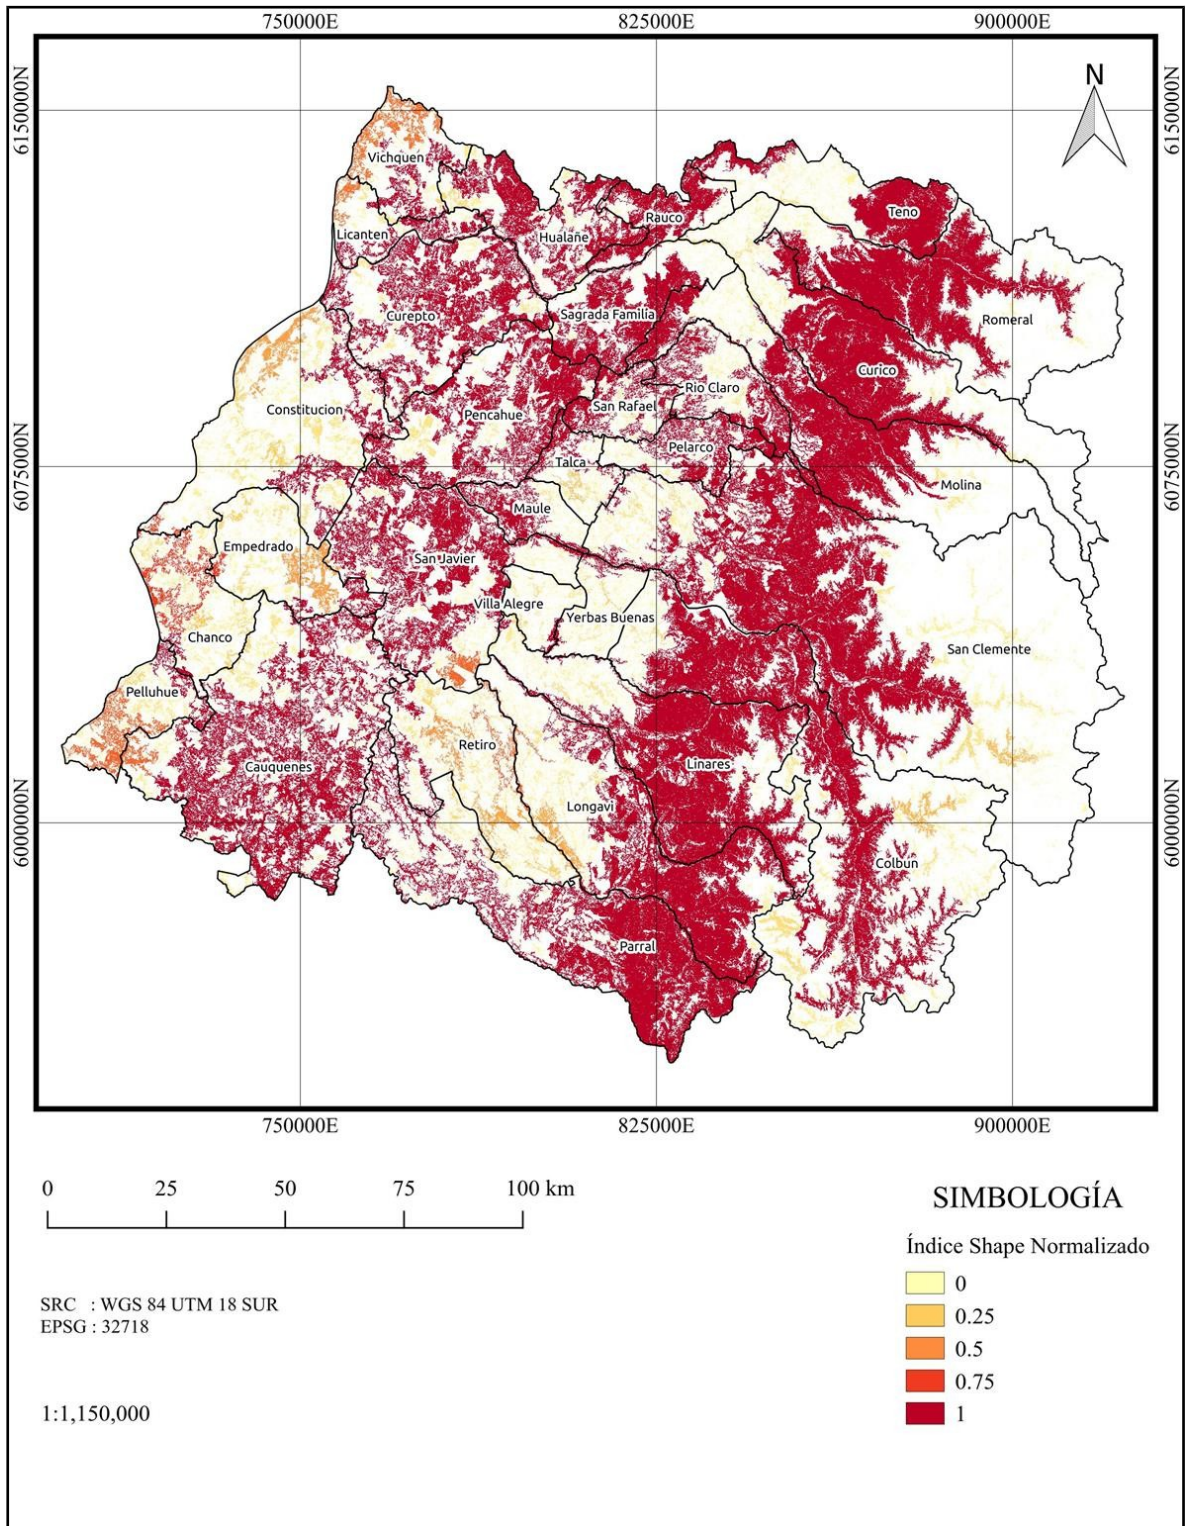 750000E 825000E 900000E
N
6150000N 6150000N
Vichquen
Teno
Rauco
Licanten
Hualañe
Curepto
Sagrada Familia
Romeral
Curico
Rio Claro
Constitucion
San Rafael
Pencahue
Pelarco
6075000N 6075000N
Talca
Molina
Maule
Empedrado
San Javier
Villa Alegre
Yerbas Buenas
Chanco
San Clemente
Pelluhue
Retiro
Cauquenes
Linares
Longavi
6000000N 6000000N
Colbun
Parral
750000E 825000E 900000E
0 25 50 75 100 km
SIMBOLOGÍA
Índice Shape Normalizado
0
0.25
0.5
0.75
1
SRC : WGS 84 UTM 18 SUR
EPSG : 32718
1:1,150,000